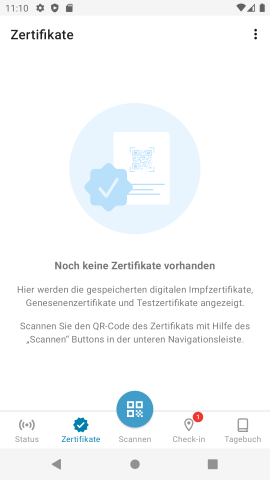 11:10
Zertifikate
Noch keine Zertifikate vorhanden
Hier werden die gespeicherten digitalen Impfzertifikate,
Genesenenzertifikate und Testzertifikate angezeigt.
Scannen Sie den QR-Code des Zertifikats mit Hilfe des
„Scannen“ Buttons in der unteren Navigationsleiste.
1
Status Zertifikate Scannen Check-in Tagebuch